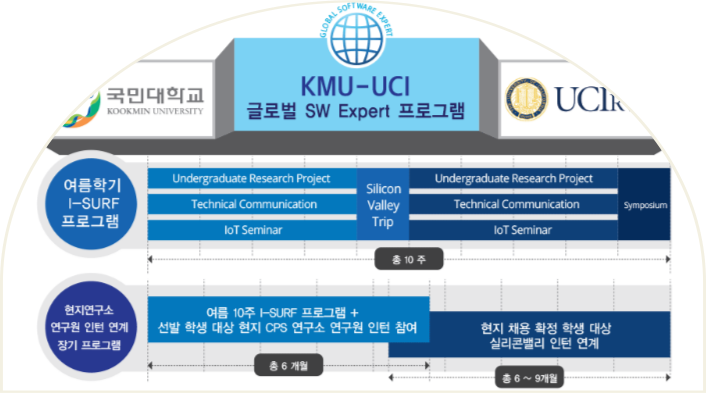 GLOBAL SOFTWARE EXPERT
KMU-UCI
글로벌 SW Expert 프로그램
국민대학교
KOOKMIN UNIVERSITY
UCI
여름학기
I-SURF
프로그램
Undergraduate Research Project
Technical Communication
IoT Seminar
Silicon
Valley
Trip
Undergraduate Research Project
Technical Communication
IoT Seminar
Symposium
총 10 주
현지연구소
연구원 인턴 연계
장기 프로그램
여름 10주 I-SURF 프로그램 +
선발 학생 대상 현지 CPS 연구소 연구원 인턴 참여
현지 채용 확정 학생 대상
실리콘밸리 인턴 연계
총 6 개월
총 6 ~ 9개월